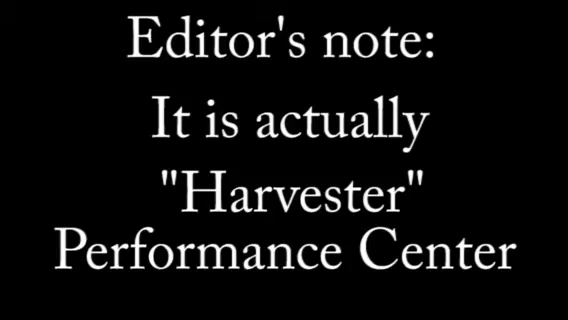 Editor's note:
It is actually
"Harvester"
Performance Center